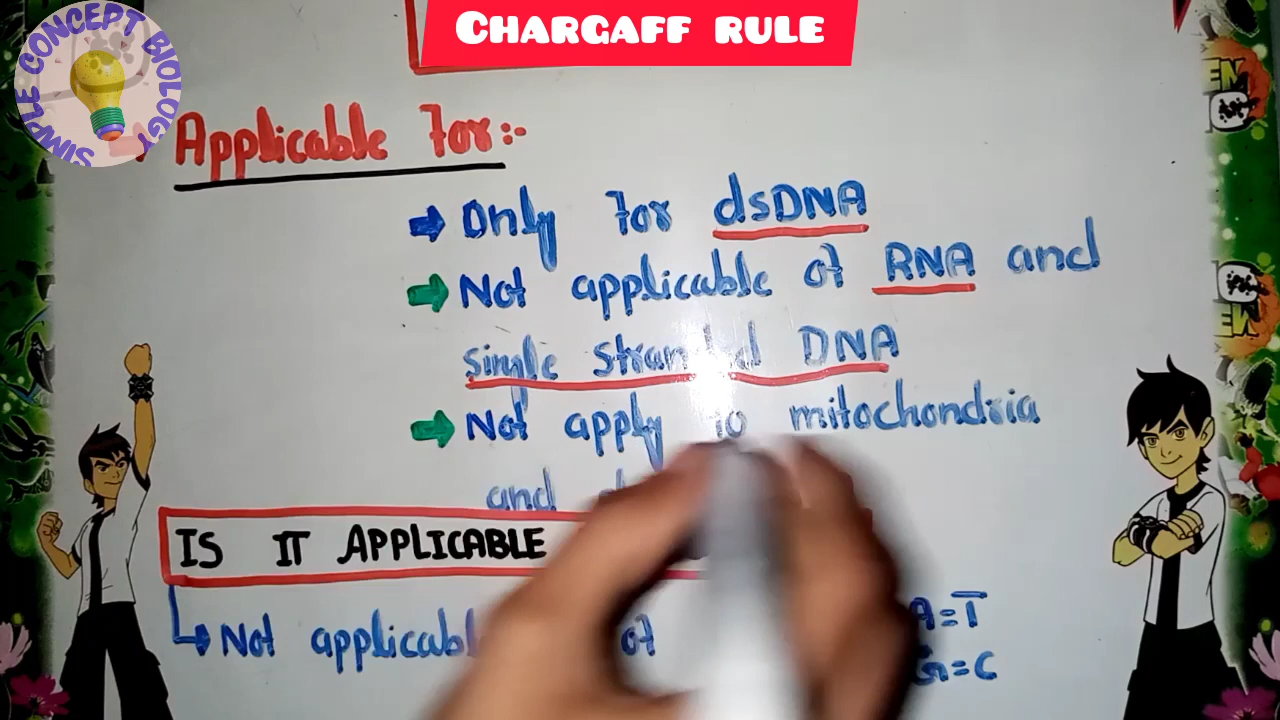 CHARGAFF RULE
SIMPLE CONCEPT BIOLOGY
Applicable For:-
Only for dsDNA
Not applicable of RNA and
single stranded DNA
Not apply to mitochondria
and
IS IT APPLICABLE
Not applicable of
A=T
G=C